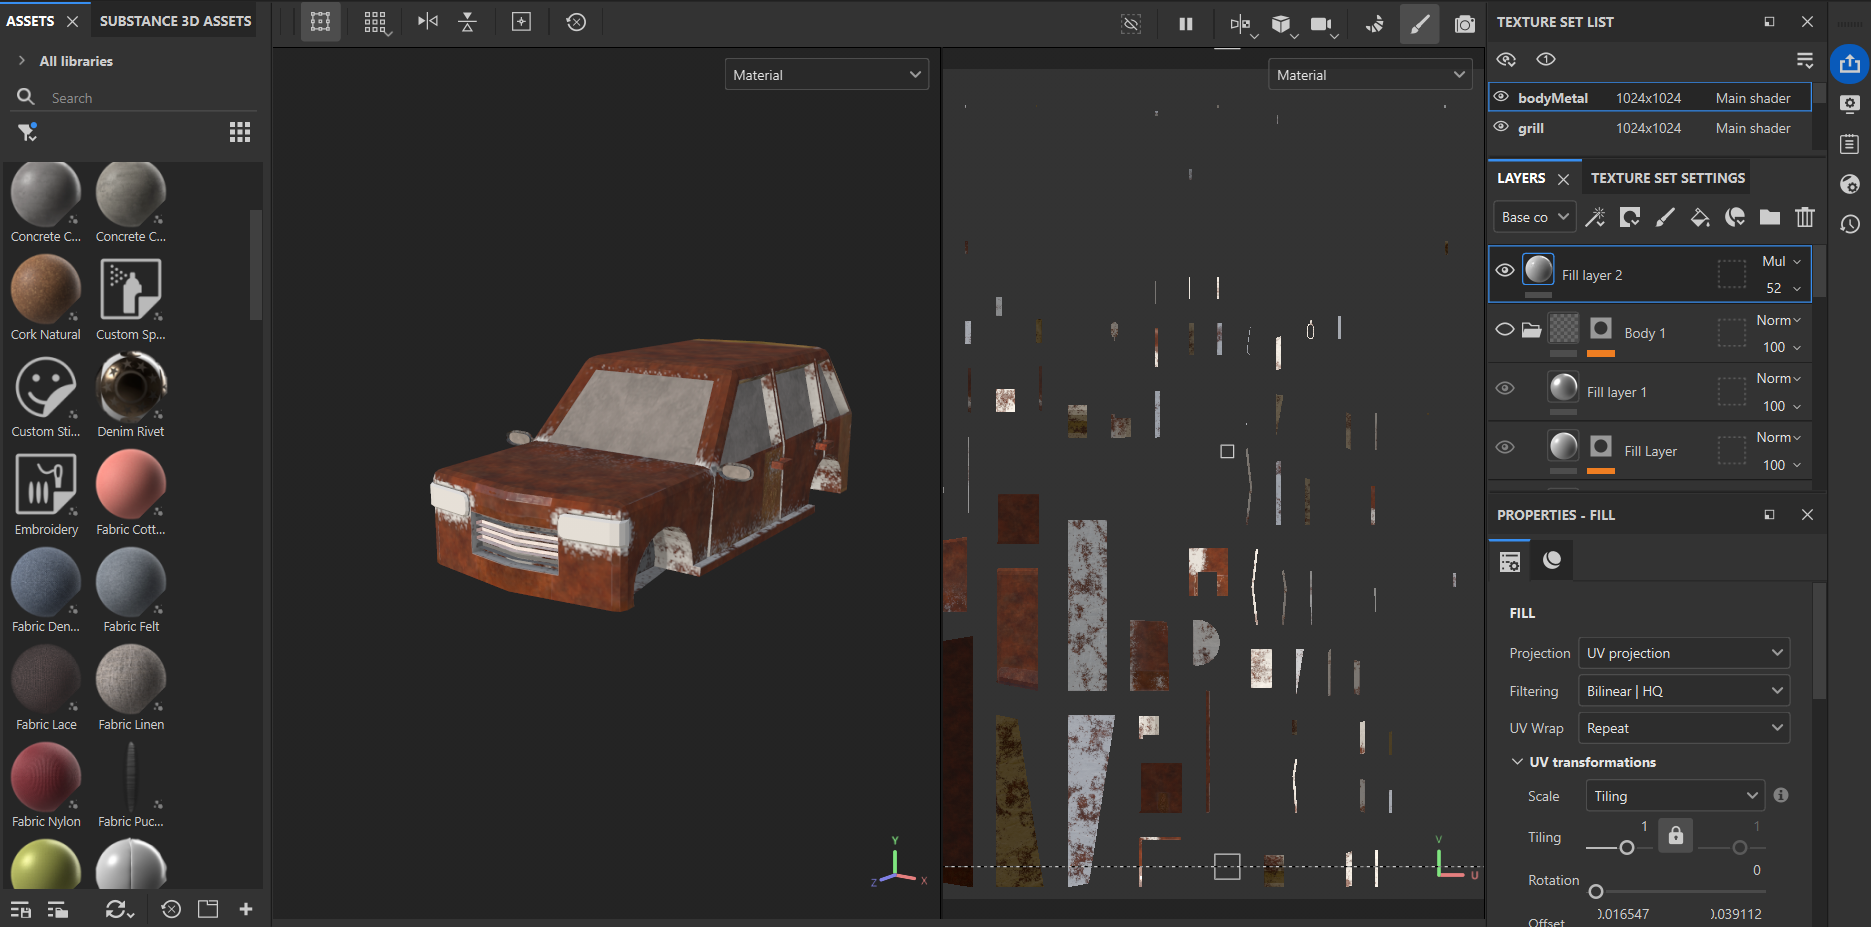 ASSETS
SUBSTANCE 3D ASSETS
All libraries
Search
Concrete C...
Concrete C...
Cork Natural
Custom Sp...
Custom Sti...
Denim Rivet
Embroidery
Fabric Cott...
Fabric Den...
Fabric Felt
Fabric Lace
Fabric Linen
Fabric Nylon
Fabric Puc...
Material
Material
Y
Z
X
V
U
TEXTURE SET LIST
1
bodyMetal 1024x1024 Main shader
grill 1024x1024 Main shader
LAYERS
TEXTURE SET SETTINGS
Base co
Fill layer 2
Mul
52
Body 1
Norm
100
Fill layer 1
Norm
100
Fill Layer
Norm
100
PROPERTIES - FILL
FILL
Projection UV projection
Filtering Bilinear | HQ
UV Wrap Repeat
UV transformations
Scale Tiling
Tiling 1 1
Rotation 0
Offset 0.016547 0.039112